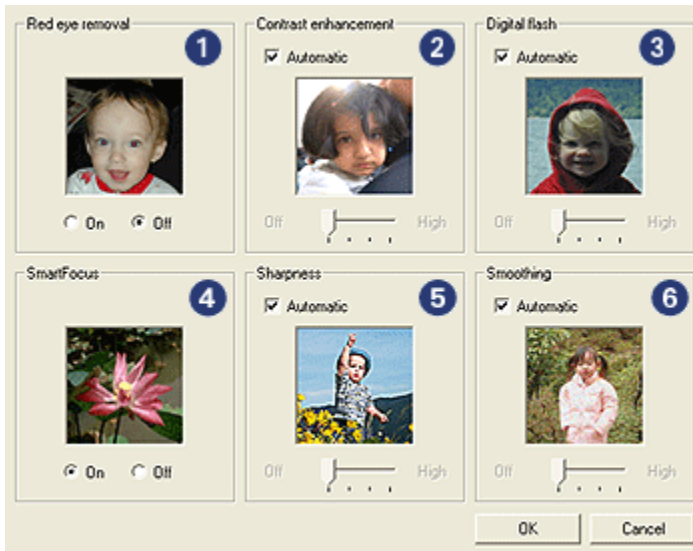 Red eye removal
1
On Off
Contrast enhancement
2
Automatic
Off High
Digital flash
3
Automatic
Off High
SmartFocus
4
On Off
Sharpness
5
Automatic
Off High
Smoothing
6
Automatic
Off High
OK Cancel